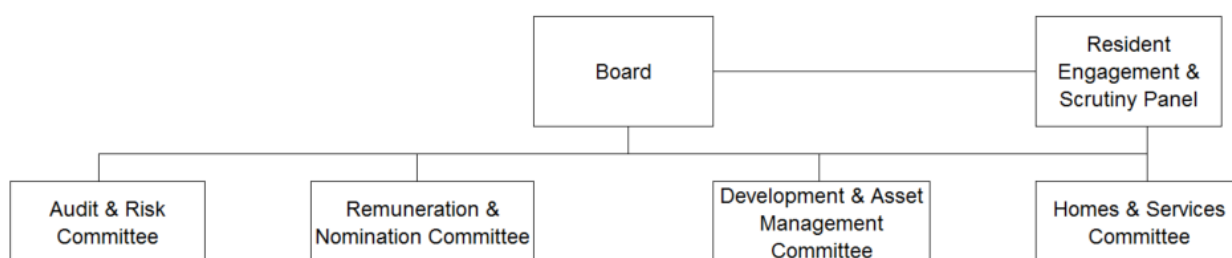 Board
Resident
Engagement &
Scrutiny Panel
Audit & Risk
Committee
Remuneration &
Nomination Committee
Development & Asset
Management
Committee
Homes & Services
Committee